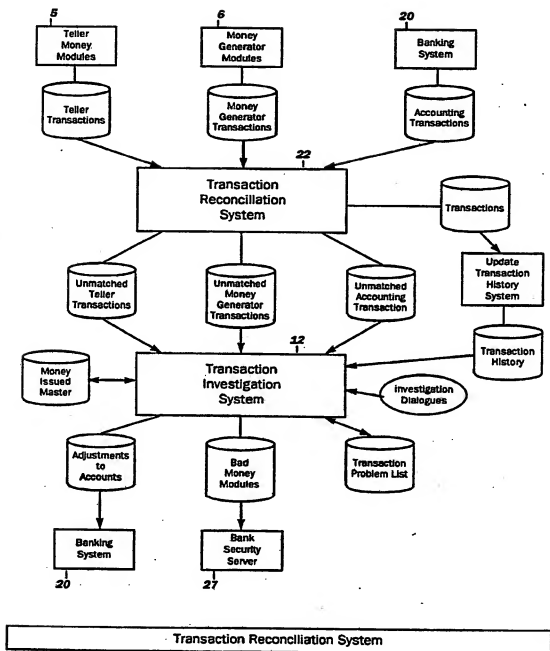 5
Teller
Money
Modules
6
Money
Generator
Modules
20
Banking
System
Teller
Transactions
Money
Generator
Transactions
Accounting
Transactions
22
Transaction
Reconciliation
System
Transactions
Unmatched
Teller
Transactions
Unmatched
Money
Generator
Transactions
Unmatched
Accounting
Transaction
Update
Transaction
History
System
12
Transaction
Investigation
System
Money
Issued
Master
Transaction
History
Investigation
Dialogues
Adjustments
to
Accounts
Bad
Money
Modules
Transaction
Problem List
Banking
System
20
Bank
Security
Server
27
Transaction Reconciliation System